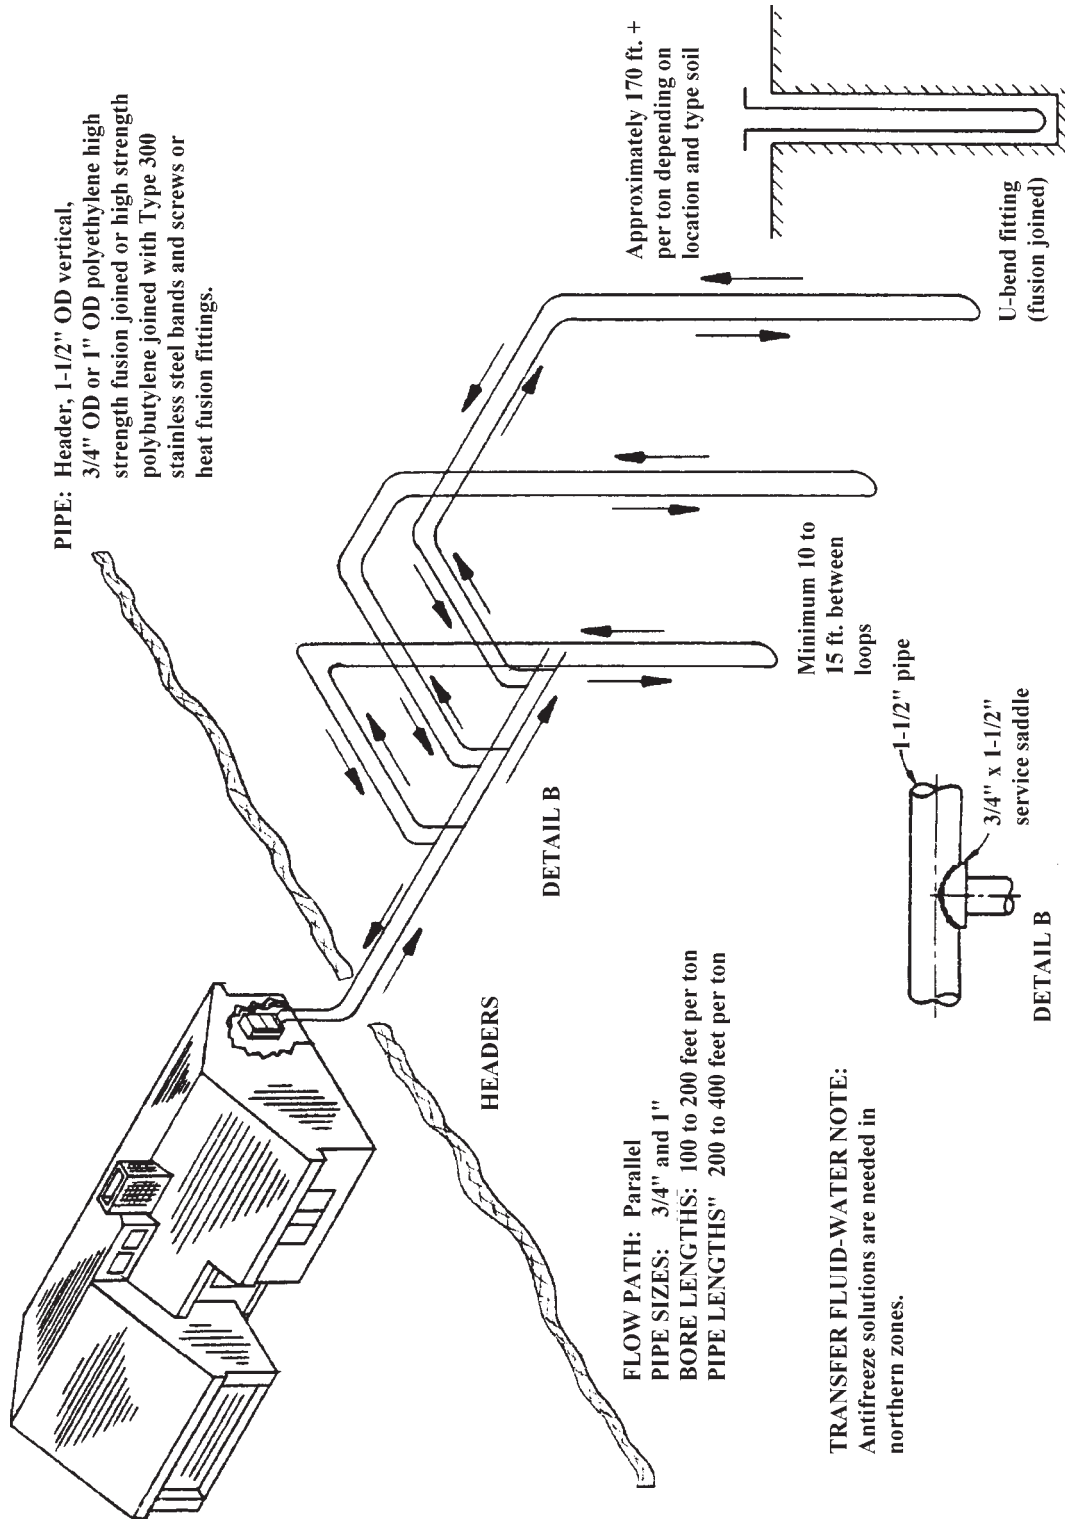 PIPE: Header, 1-1/2" OD vertical,
3/4" OD or 1" OD polyethylene high
strength fusion joined or high strength
polybutylene joined with Type 300
stainless steel bands and screws or
heat fusion fittings.
Approximately 170 ft. +
per ton depending on
location and type soil
HEADERS
DETAIL B
FLOW PATH: Parallel
PIPE SIZES: 3/4" and 1"
BORE LENGTHS: 100 to 200 feet per ton
PIPE LENGTHS" 200 to 400 feet per ton
Minimum 10 to
15 ft. between
loops
U-bend fitting
(fusion joined)
TRANSFER FLUID-WATER NOTE:
Antifreeze solutions are needed in
northern zones.
1-1/2" pipe
3/4" x 1-1/2"
service saddle
DETAIL B